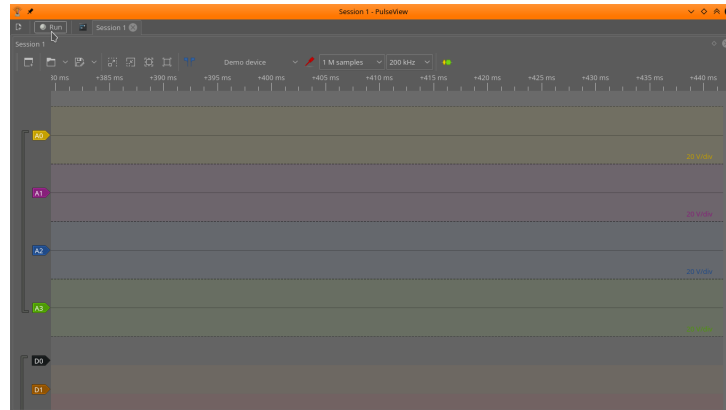 Session 1 - PulseView
Run Session 1
Session 1
Demo device 1 M samples 200 kHz
+385 ms +390 ms +395 ms +400 ms +405 ms +410 ms +415 ms +420 ms +425 ms +430 ms +435 ms +440 ms
A0
20 V/div
A1
20 V/div
A2
20 V/div
A3
D0
D1